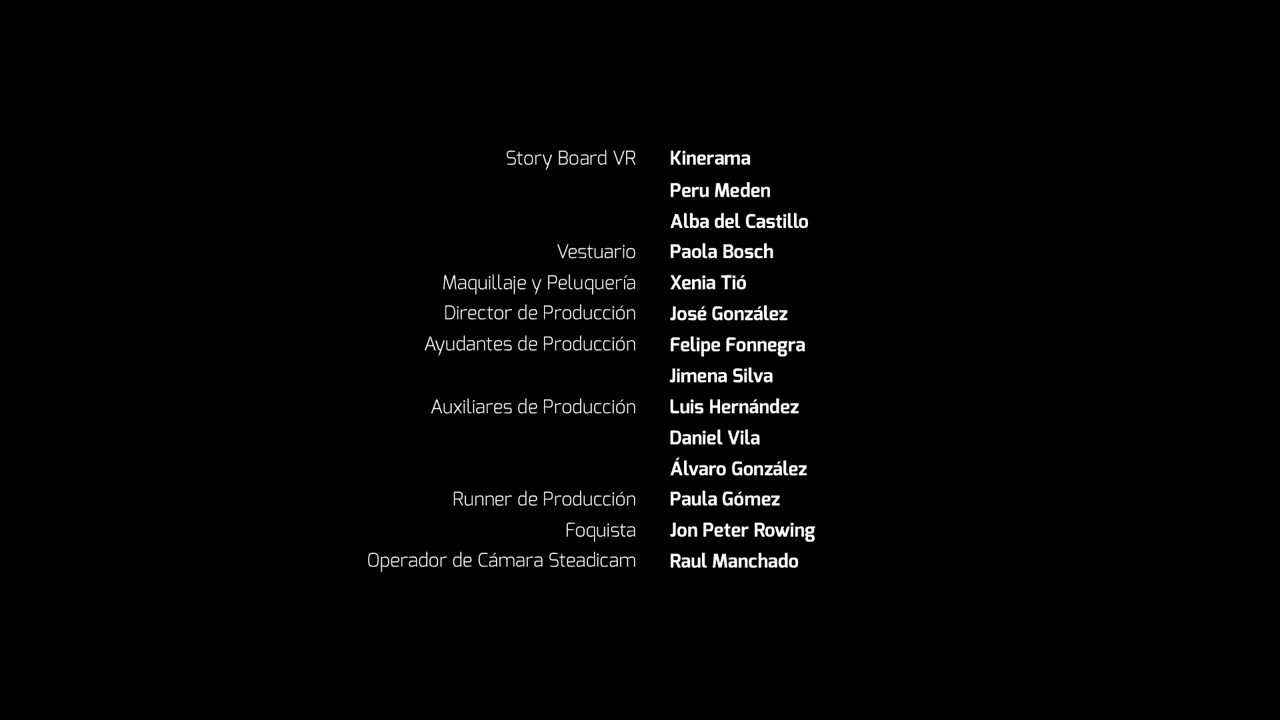 Story Board VR Kinerama
Peru Meden
Alba del Castillo
Vestuario Paola Bosch
Maquillaje y Peluquería Xenia Tió
Director de Producción José González
Ayudantes de Producción Felipe Fonnegra
Jimena Silva
Auxiliares de Producción Luis Hernández
Daniel Vila
Álvaro González
Runner de Producción Paula Gómez
Foquista Jon Peter Rowing
Operador de Cámara Steadicam Raul Manchado